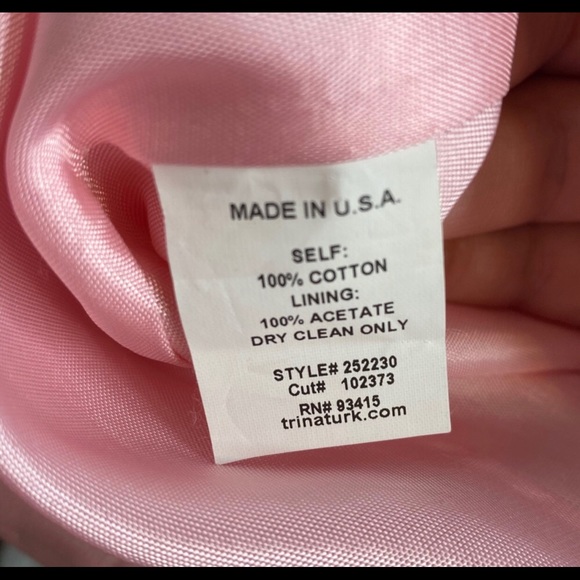 MADE IN U.S.A.
SELF:
100% COTTON
LINING:
100% ACETATE
DRY CLEAN ONLY
STYLE# 252230
Cut# 102373
RN# 93415
trinaturk.com